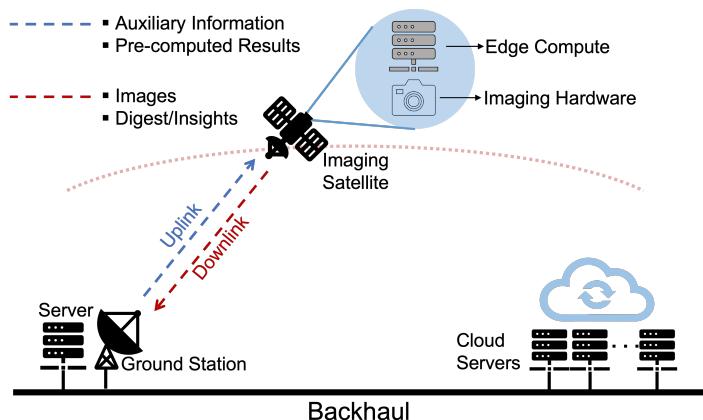 ▪ Auxiliary Information
▪ Pre-computed Results
▪ Images
▪ Digest/Insights
Edge Compute
Imaging Hardware
Imaging
Satellite
Uplink
Downlink
Server
Ground Station
Cloud
Servers
Backhaul